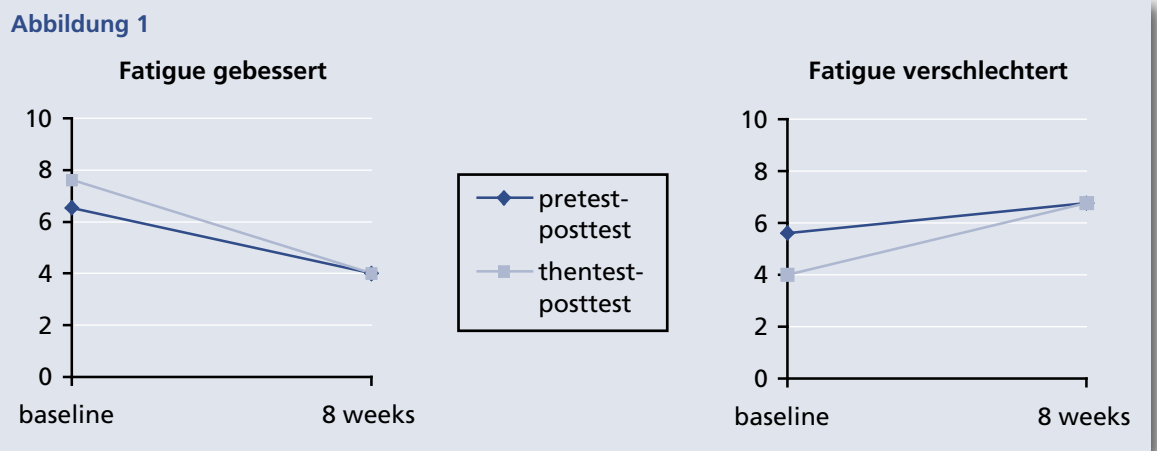 Abbildung 1
Fatigue gebessert
10
8
6
4
2
0
baseline 8 weeks
pretest-
posttest
thentest-
posttest
Fatigue verschlechtert
10
8
6
4
2
0
baseline 8 weeks